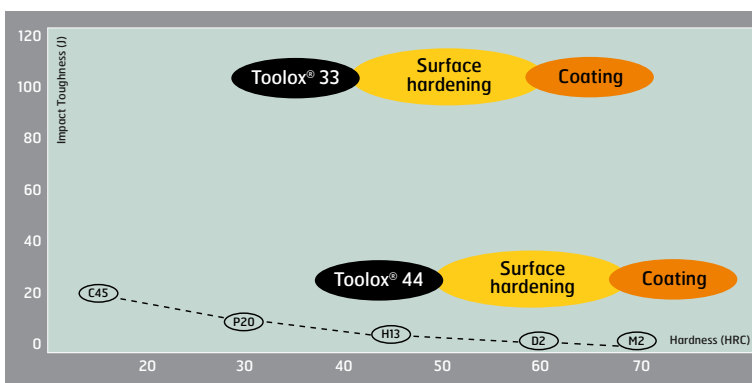 120
100
80
60
40
20
0
Impact Toughness (J)
Toolox® 33
Surface
hardening
Coating
Toolox® 44
Surface
hardening
Coating
C45
P20
H13
D2
M2
Hardness (HRC)
20
30
40
50
60
70